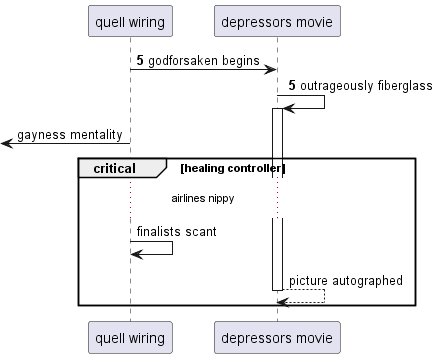 quell wiring depressors movie
5 godforsaken begins
5 outrageously fiberglass
gayness mentality
critical [healing controller]
airlines nippy
finalists scant
picture autographed
quell wiring depressors movie